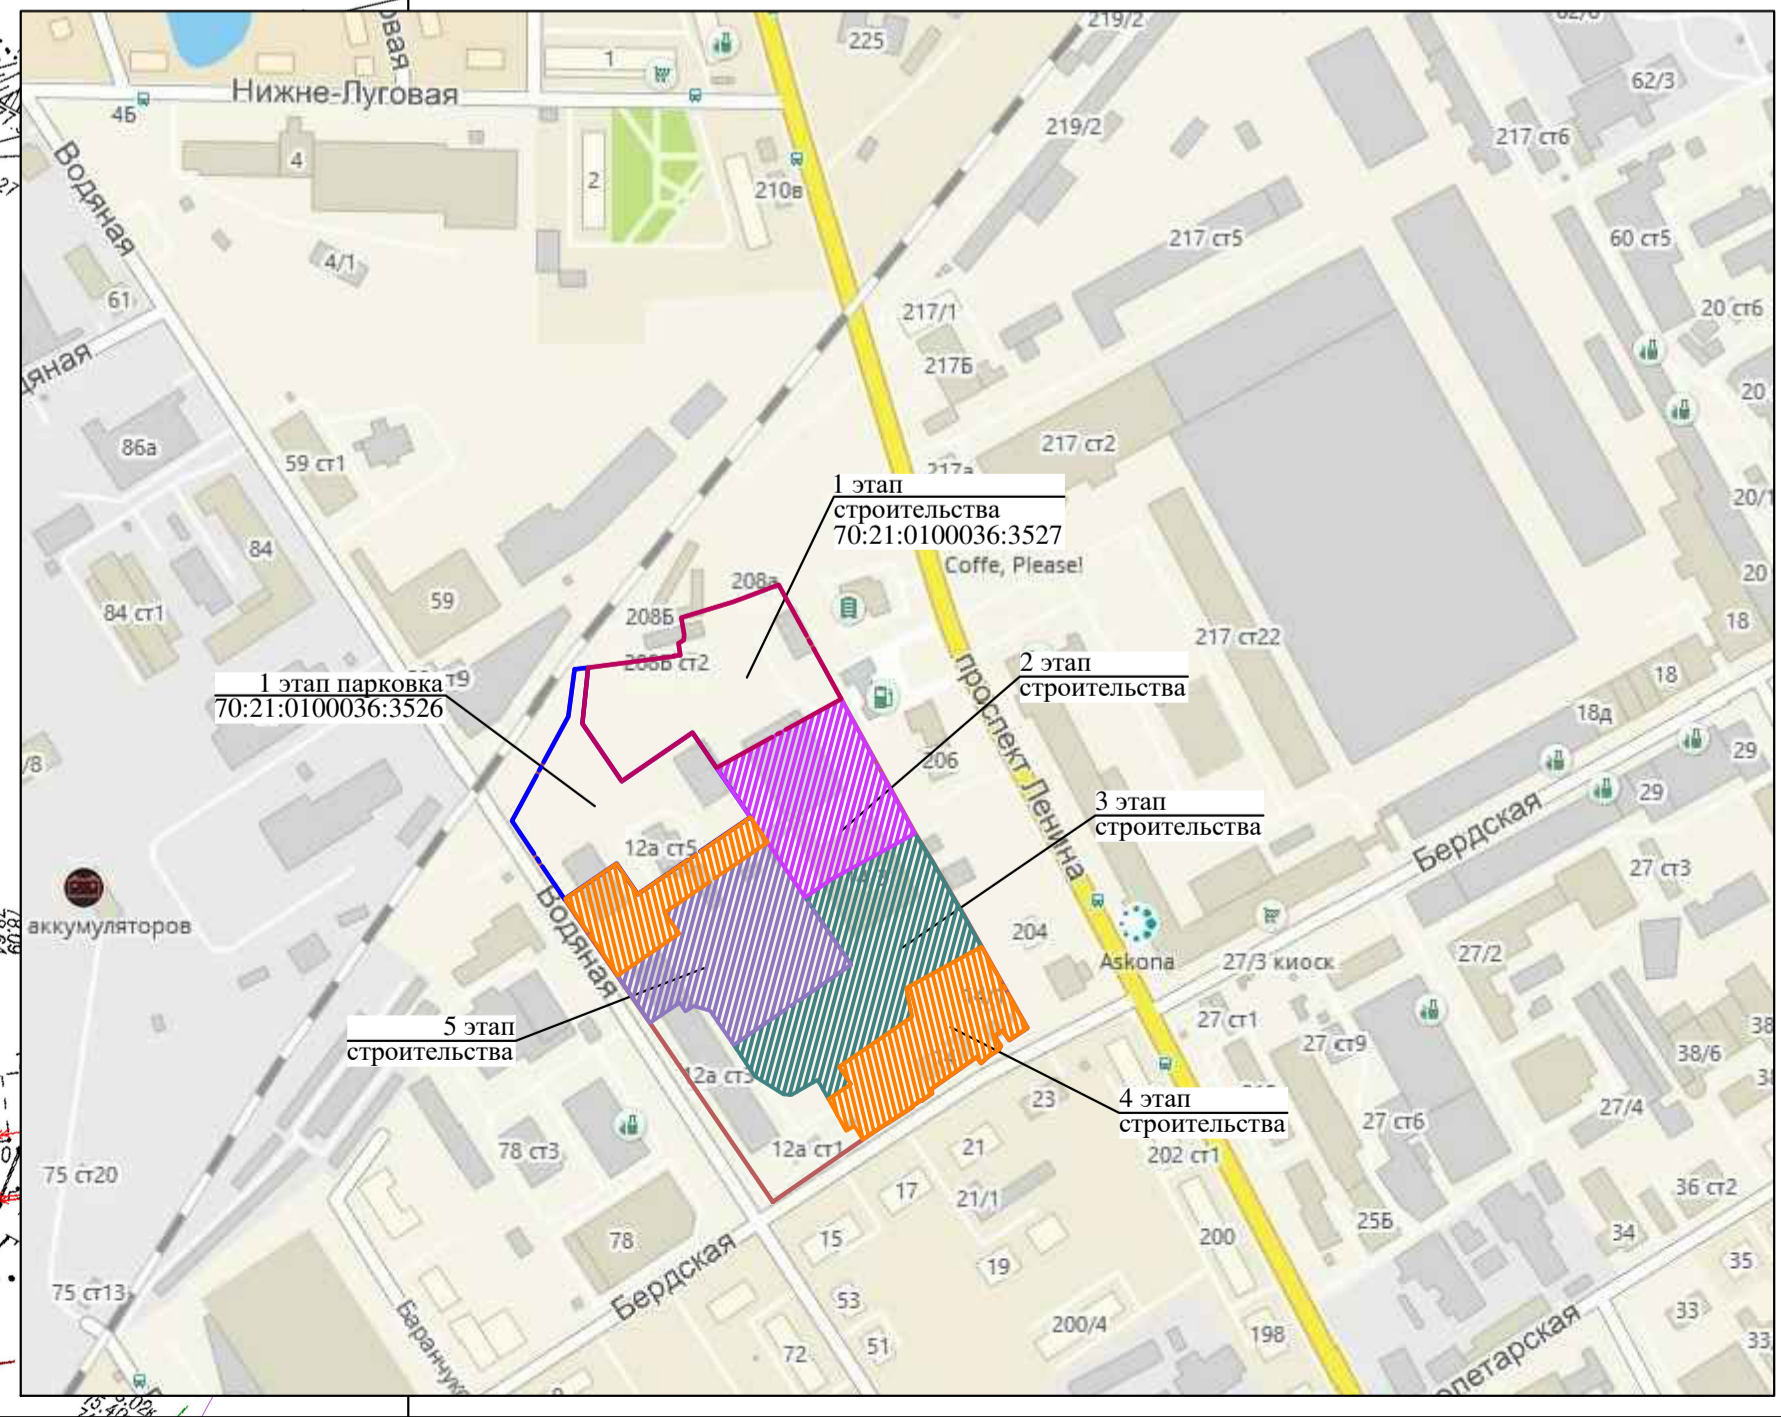 219/2
225
1
62/3
Нижне-Луговая
4Б
219/2
217 ст6
Водяная
4
2
210в
217 ст5
60 ст5
4/1
61
217/1
20 ст6
217Б
20
86а
59 ст1
217 ст2
217а
1 этап
строительства
70:21:0100036:3527
20/1
84
Coffe, Please!
208а
20
84 ст1
59
208Б
217 ст22
18
208Б ст2
2 этап
строительства
18
1 этап парковка
70:21:0100036:3526
проспект Ленина
18д
29
206
29
3 этап
строительства
12а ст5
Бердская
27 ст3
аккумуляторов
Водяная
204
Askona
27/3 киоск
27/2
5 этап
строительства
27 ст1
27 ст9
38/6
12а ст3
4 этап
строительства
23
27/4
27 ст6
78 ст3
12а ст1
21
202 ст1
75 ст20
17
21/1
36 ст2
25Б
78
15
200
34
19
35
Бердская
75 ст13
53
33
200/4
198
33
51
72